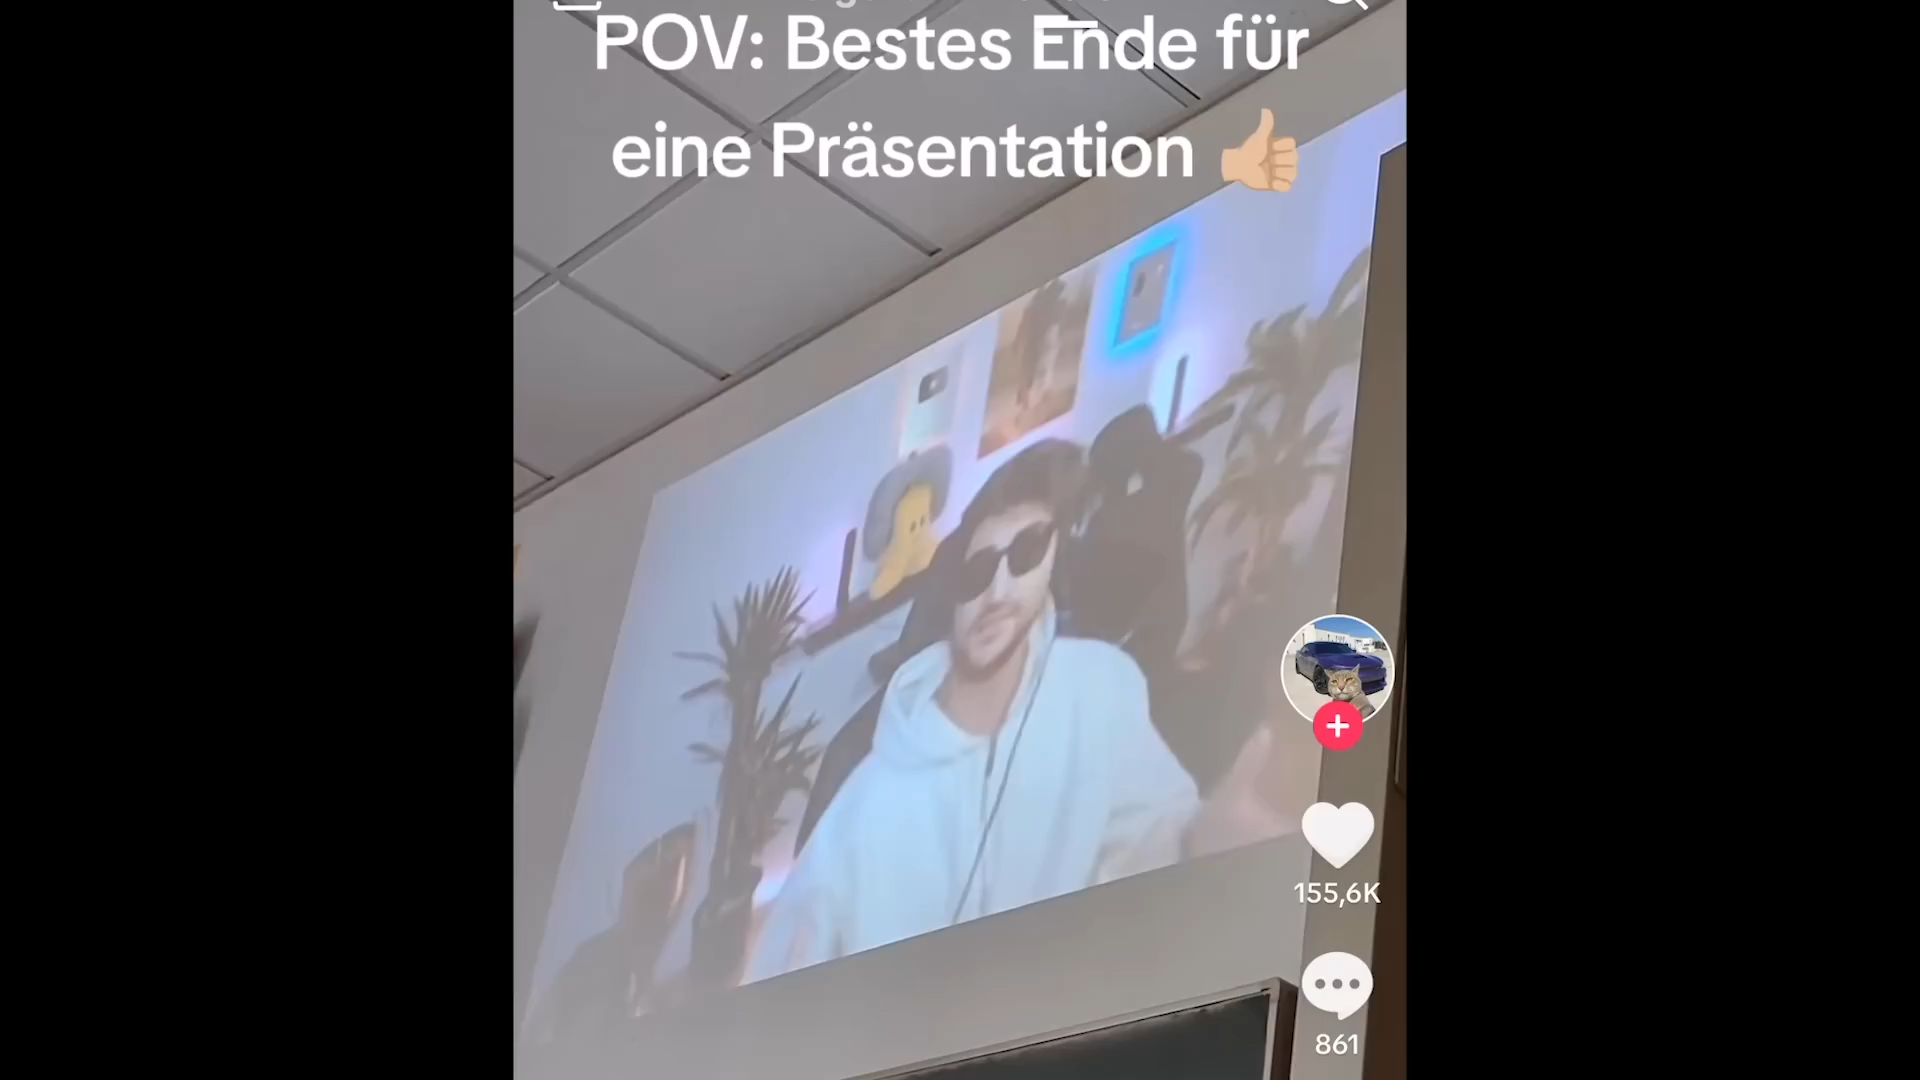 POV: Bestes Ende für
eine Präsentation 👍🏼
155,6K
861